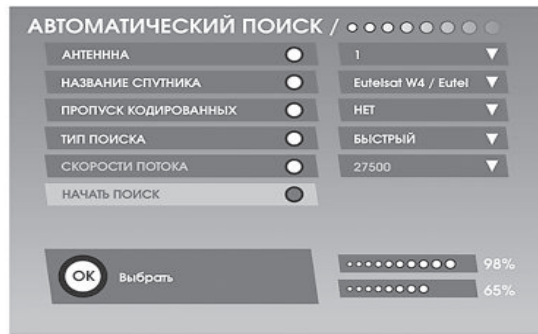 АВТОМАТИЧЕСКИЙ ПОИСК /
АНТЕНННА 1
НАЗВАНИЕ СПУТНИКА Eutelsat W4 / Eutel
ПРОПУСК КОДИРОВАННЫХ НЕТ
ТИП ПОИСКА БЫСТРЫЙ
СКОРОСТИ ПОТОКА 27500
НАЧАТЬ ПОИСК
OK Выбрать
98%
65%